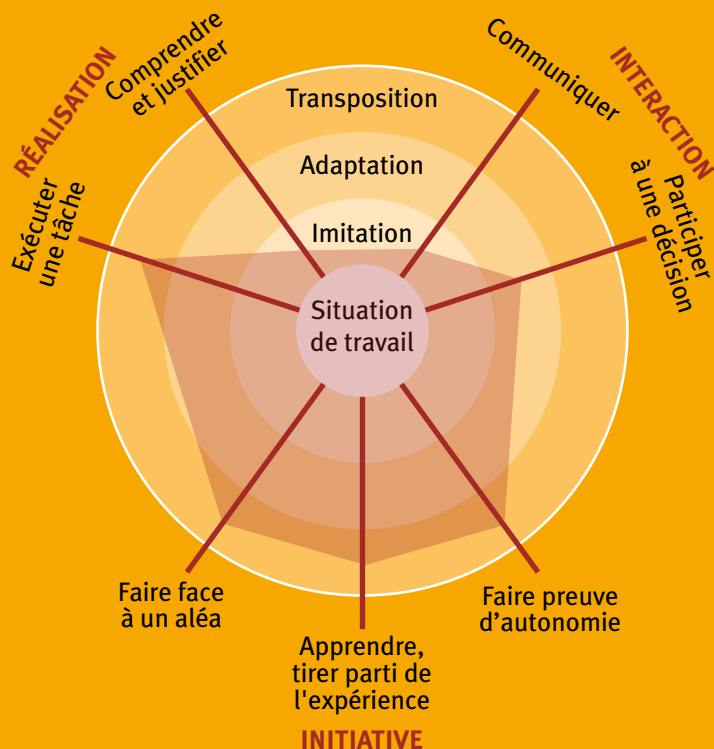 RÉALISATION
Comprendre
et justifier
Exécuter
une tâche
Transposition
Adaptation
Imitation
Situation
de travail
Communiquer
INTERACTION
Participer
à une décision
Faire face
à un aléa
Apprendre,
tirer parti de
l'expérience
Faire preuve
d’autonomie
INITIATIVE